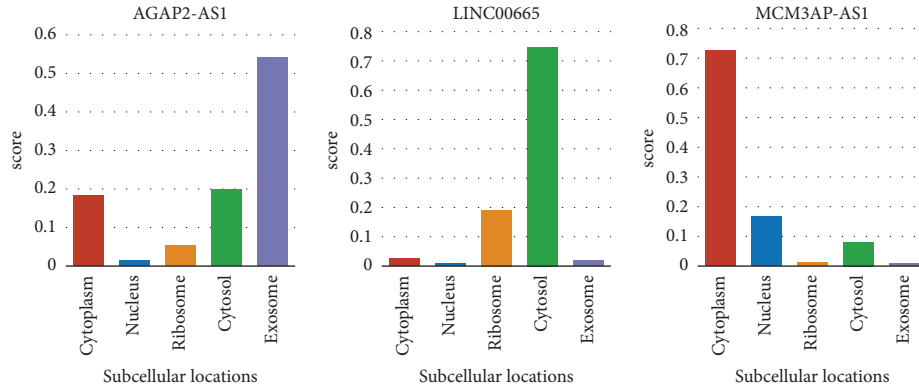 AGAP2-AS1
0.6
0.5
0.4
0.3
0.2
0.1
0
score
Cytoplasm
Nucleus
Ribosome
Cytosol
Exosome
Subcellular locations
LINC00665
0.8
0.7
0.6
0.5
0.4
0.3
0.2
0.1
0
score
Cytoplasm
Nucleus
Ribosome
Cytosol
Exosome
Subcellular locations
MCM3AP-AS1
0.8
0.7
0.6
0.5
0.4
0.3
0.2
0.1
0
score
Cytoplasm
Nucleus
Ribosome
Cytosol
Exosome
Subcellular locations